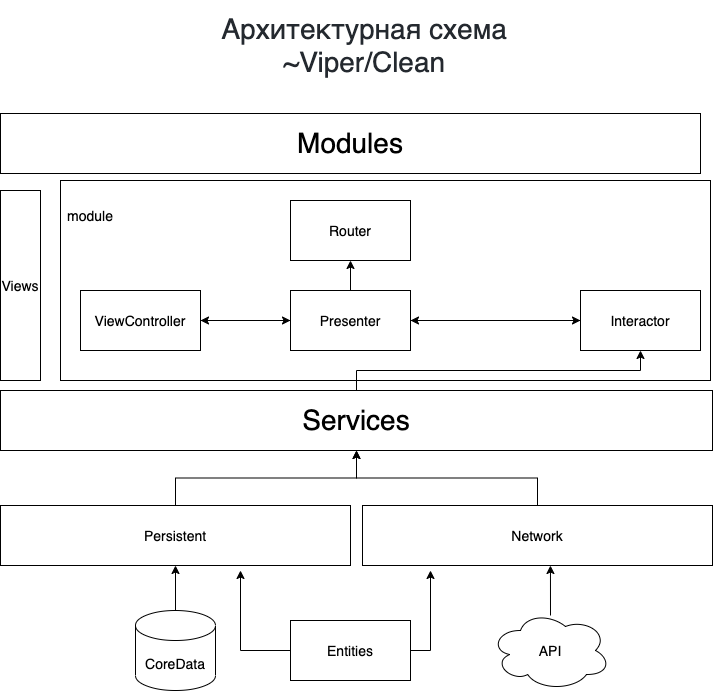 Архитектурная схема
~Viper/Clean
Modules
module
Router
Views
ViewController
Presenter
Interactor
Services
Persistent
Network
CoreData
Entities
API